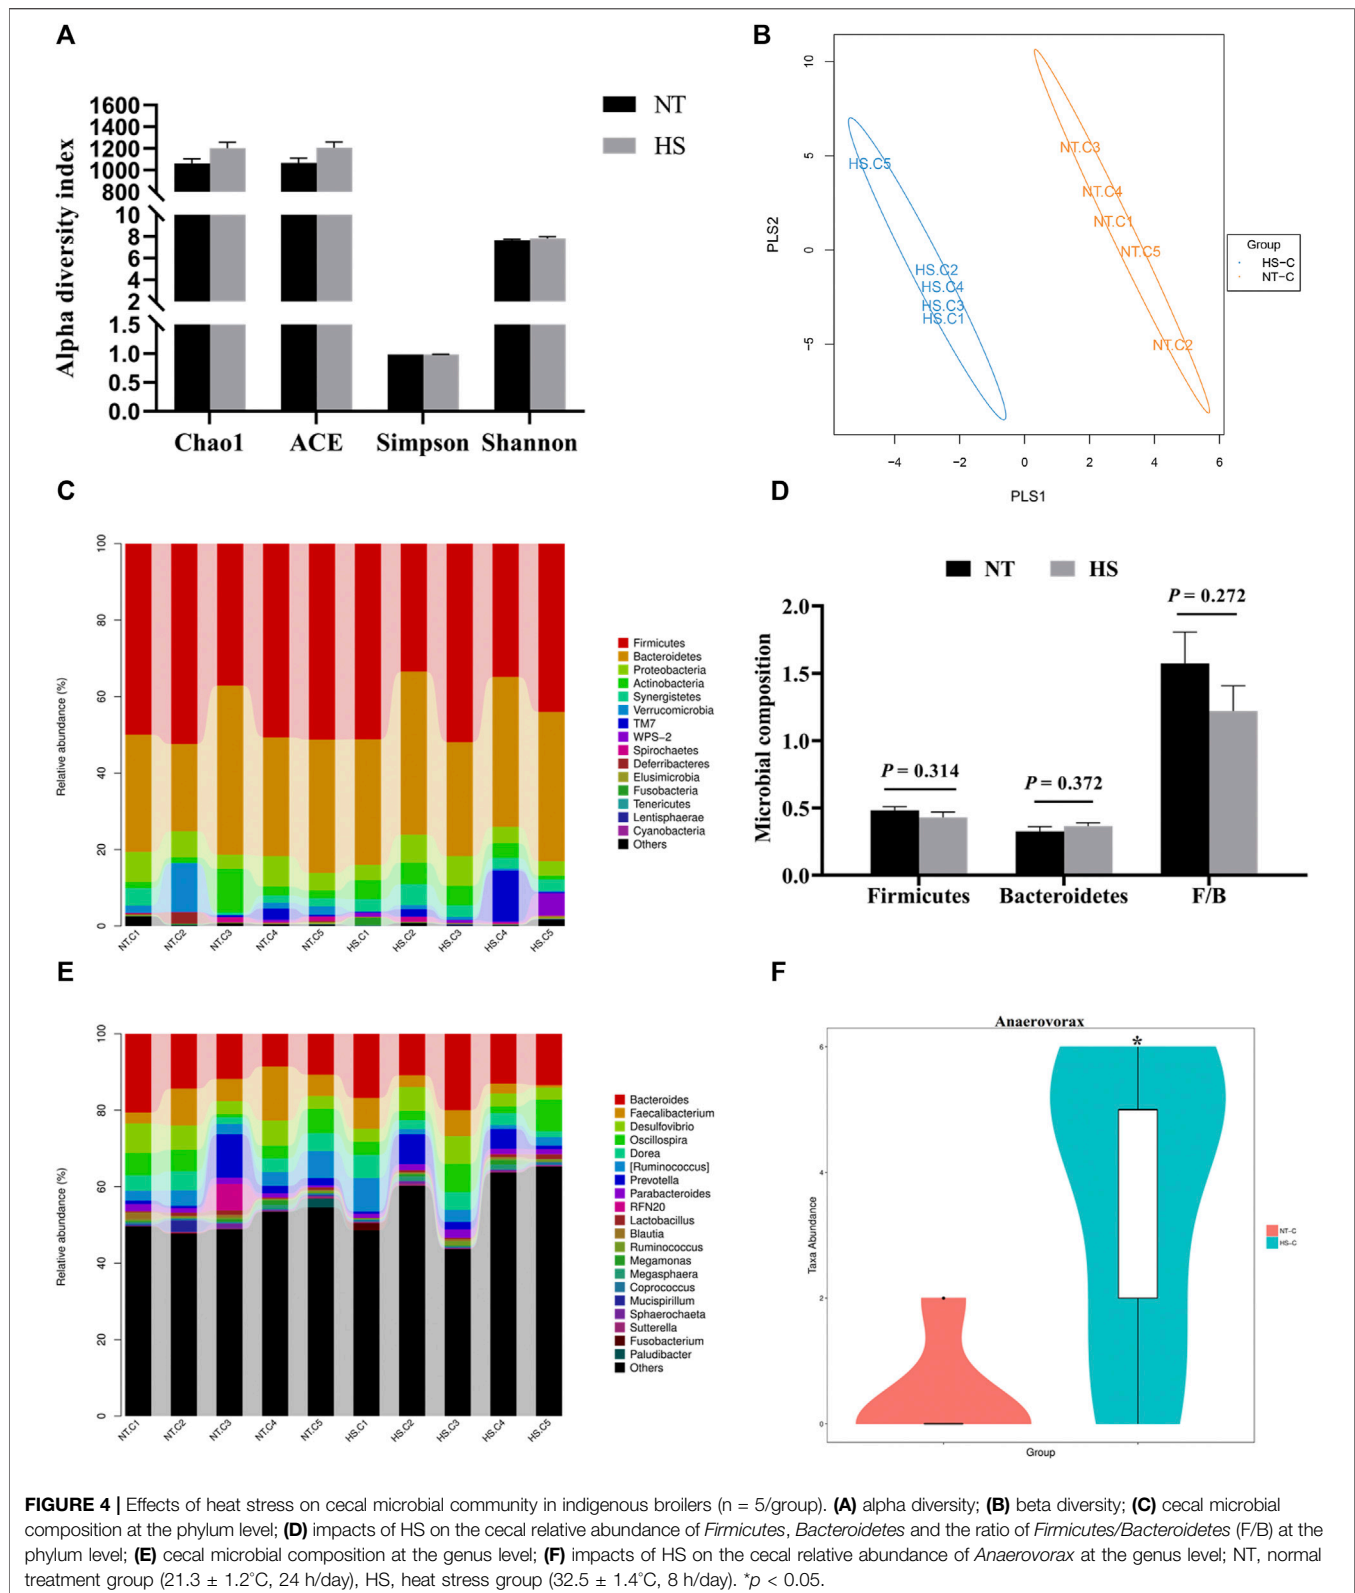 A
NT
HS
Alpha diversity index
1600
1400
1200
1000
800
10
8
6
4
2
1.5
1.0
0.5
0.0
Chao1 ACE Simpson Shannon
B
PLS2
10
5
0
−5
HS.C5
HS.C2
HS.C4
HS.C3
HS.C1
NT.C3
NT.C4
NT.C1
NT.C5
NT.C2
Group
HS−C
NT−C
−4 −2 0 2 4 6
PLS1
C
Relative abundance (%)
100
80
60
40
20
0
NT.C1 NT.C2 NT.C3 NT.C4 NT.C5 HS.C1 HS.C2 HS.C3 HS.C4 HS.C5
Firmicutes
Bacteroidetes
Proteobacteria
Actinobacteria
Synergistetes
Verrucomicrobia
TM7
WPS−2
Spirochaetes
Deferribacteres
Elusimicrobia
Fusobacteria
Tenericutes
Lentisphaerae
Cyanobacteria
Others
D
NT HS
Microbial composition
2.0
1.5
1.0
0.5
0.0
P = 0.314
P = 0.372
P = 0.272
Firmicutes Bacteroidetes F/B
E
Relative abundance (%)
100
80
60
40
20
0
NT.C1 NT.C2 NT.C3 NT.C4 NT.C5 HS.C1 HS.C2 HS.C3 HS.C4 HS.C5
Bacteroides
Faecalibacterium
Desulfovibrio
Oscillospira
Dorea
[Ruminococcus]
Prevotella
Parabacteroides
RFN20
Lactobacillus
Blautia
Ruminococcus
Megamonas
Megasphaera
Coprococcus
Mucispirillum
Sphaerochaeta
Sutterella
Fusobacterium
Paludibacter
Others
F
Anaerovorax
*
Taxa Abundance
6
4
2
0
Group
NT-C
HS-C
FIGURE 4 | Effects of heat stress on cecal microbial community in indigenous broilers (n = 5/group). (A) alpha diversity; (B) beta diversity; (C) cecal microbial
composition at the phylum level; (D) impacts of HS on the cecal relative abundance of Firmicutes, Bacteroidetes and the ratio of Firmicutes/Bacteroidetes (F/B) at the
phylum level; (E) cecal microbial composition at the genus level; (F) impacts of HS on the cecal relative abundance of Anaerovorax at the genus level; NT, normal
treatment group (21.3 ± 1.2°C, 24 h/day), HS, heat stress group (32.5 ± 1.4°C, 8 h/day). *p < 0.05.